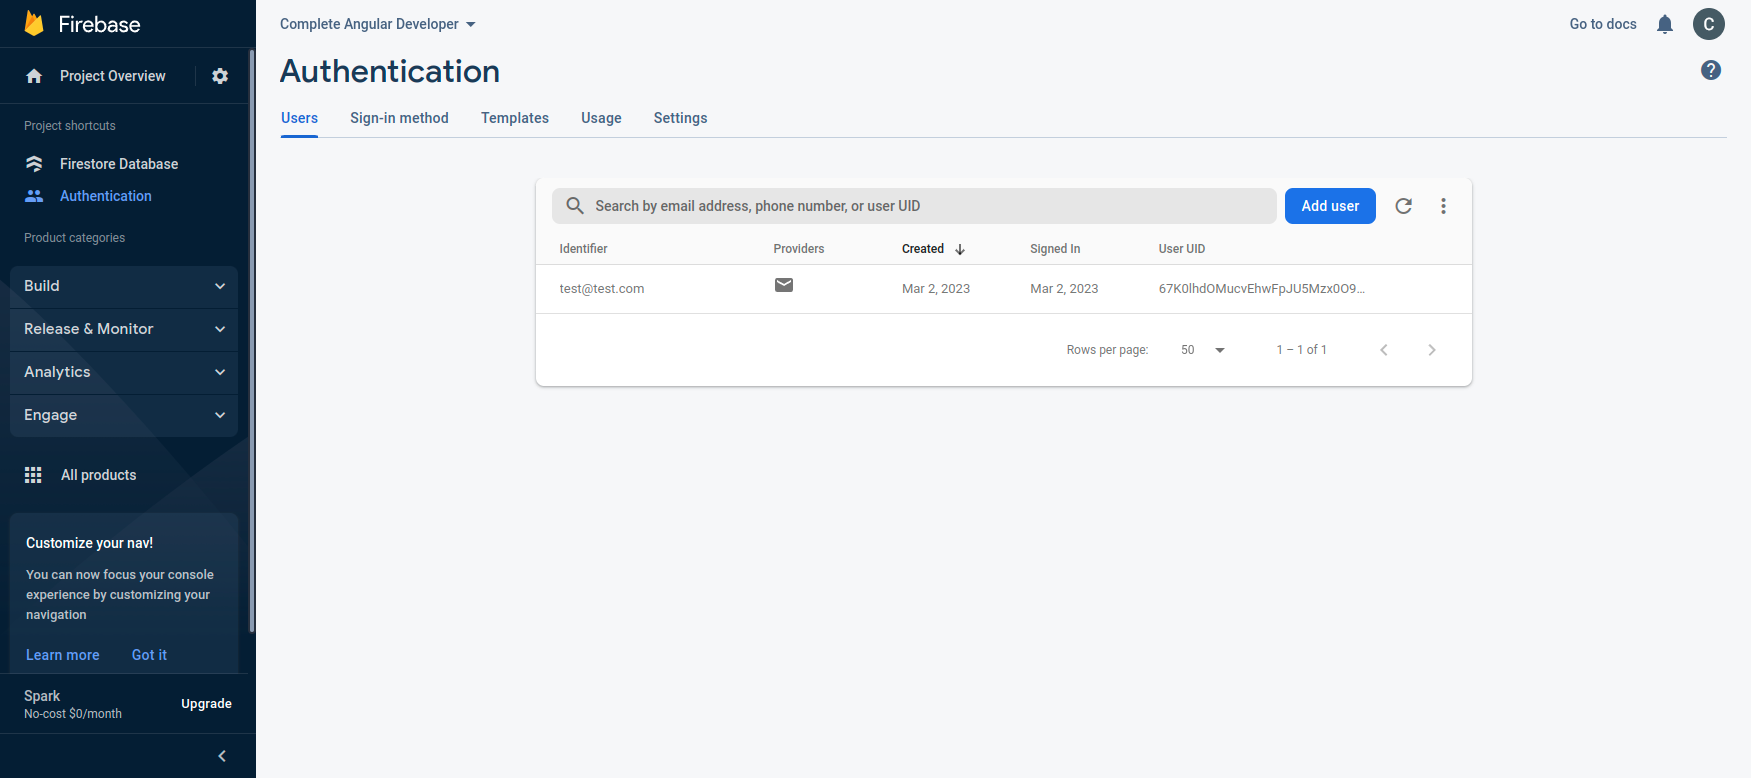 Firebase
Project Overview
Project shortcuts
Firestore Database
Authentication
Product categories
Build
Release & Monitor
Analytics
Engage
All products
Customize your nav!
You can now focus your console
experience by customizing your
navigation
Learn more Got it
Spark
No-cost $0/month
Upgrade
Complete Angular Developer
Go to docs
C
Authentication
Users Sign-in method Templates Usage Settings
Search by email address, phone number, or user UID
Add user
Identifier Providers Created Signed In User UID
test@test.com Mar 2, 2023 Mar 2, 2023 67K0lhdOMucvEhwFpJU5Mzx0O9...
Rows per page: 50 1 – 1 of 1